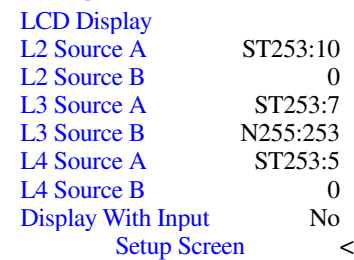 LCD Display
L2 Source A ST253:10
L2 Source B 0
L3 Source A ST253:7
L3 Source B N255:253
L4 Source A ST253:5
L4 Source B 0
Display With Input No
Setup Screen <